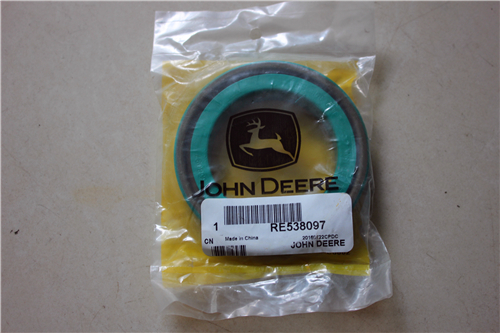 JOHN DEERE
1 RE538097
CN Made in China
JOHN DEERE